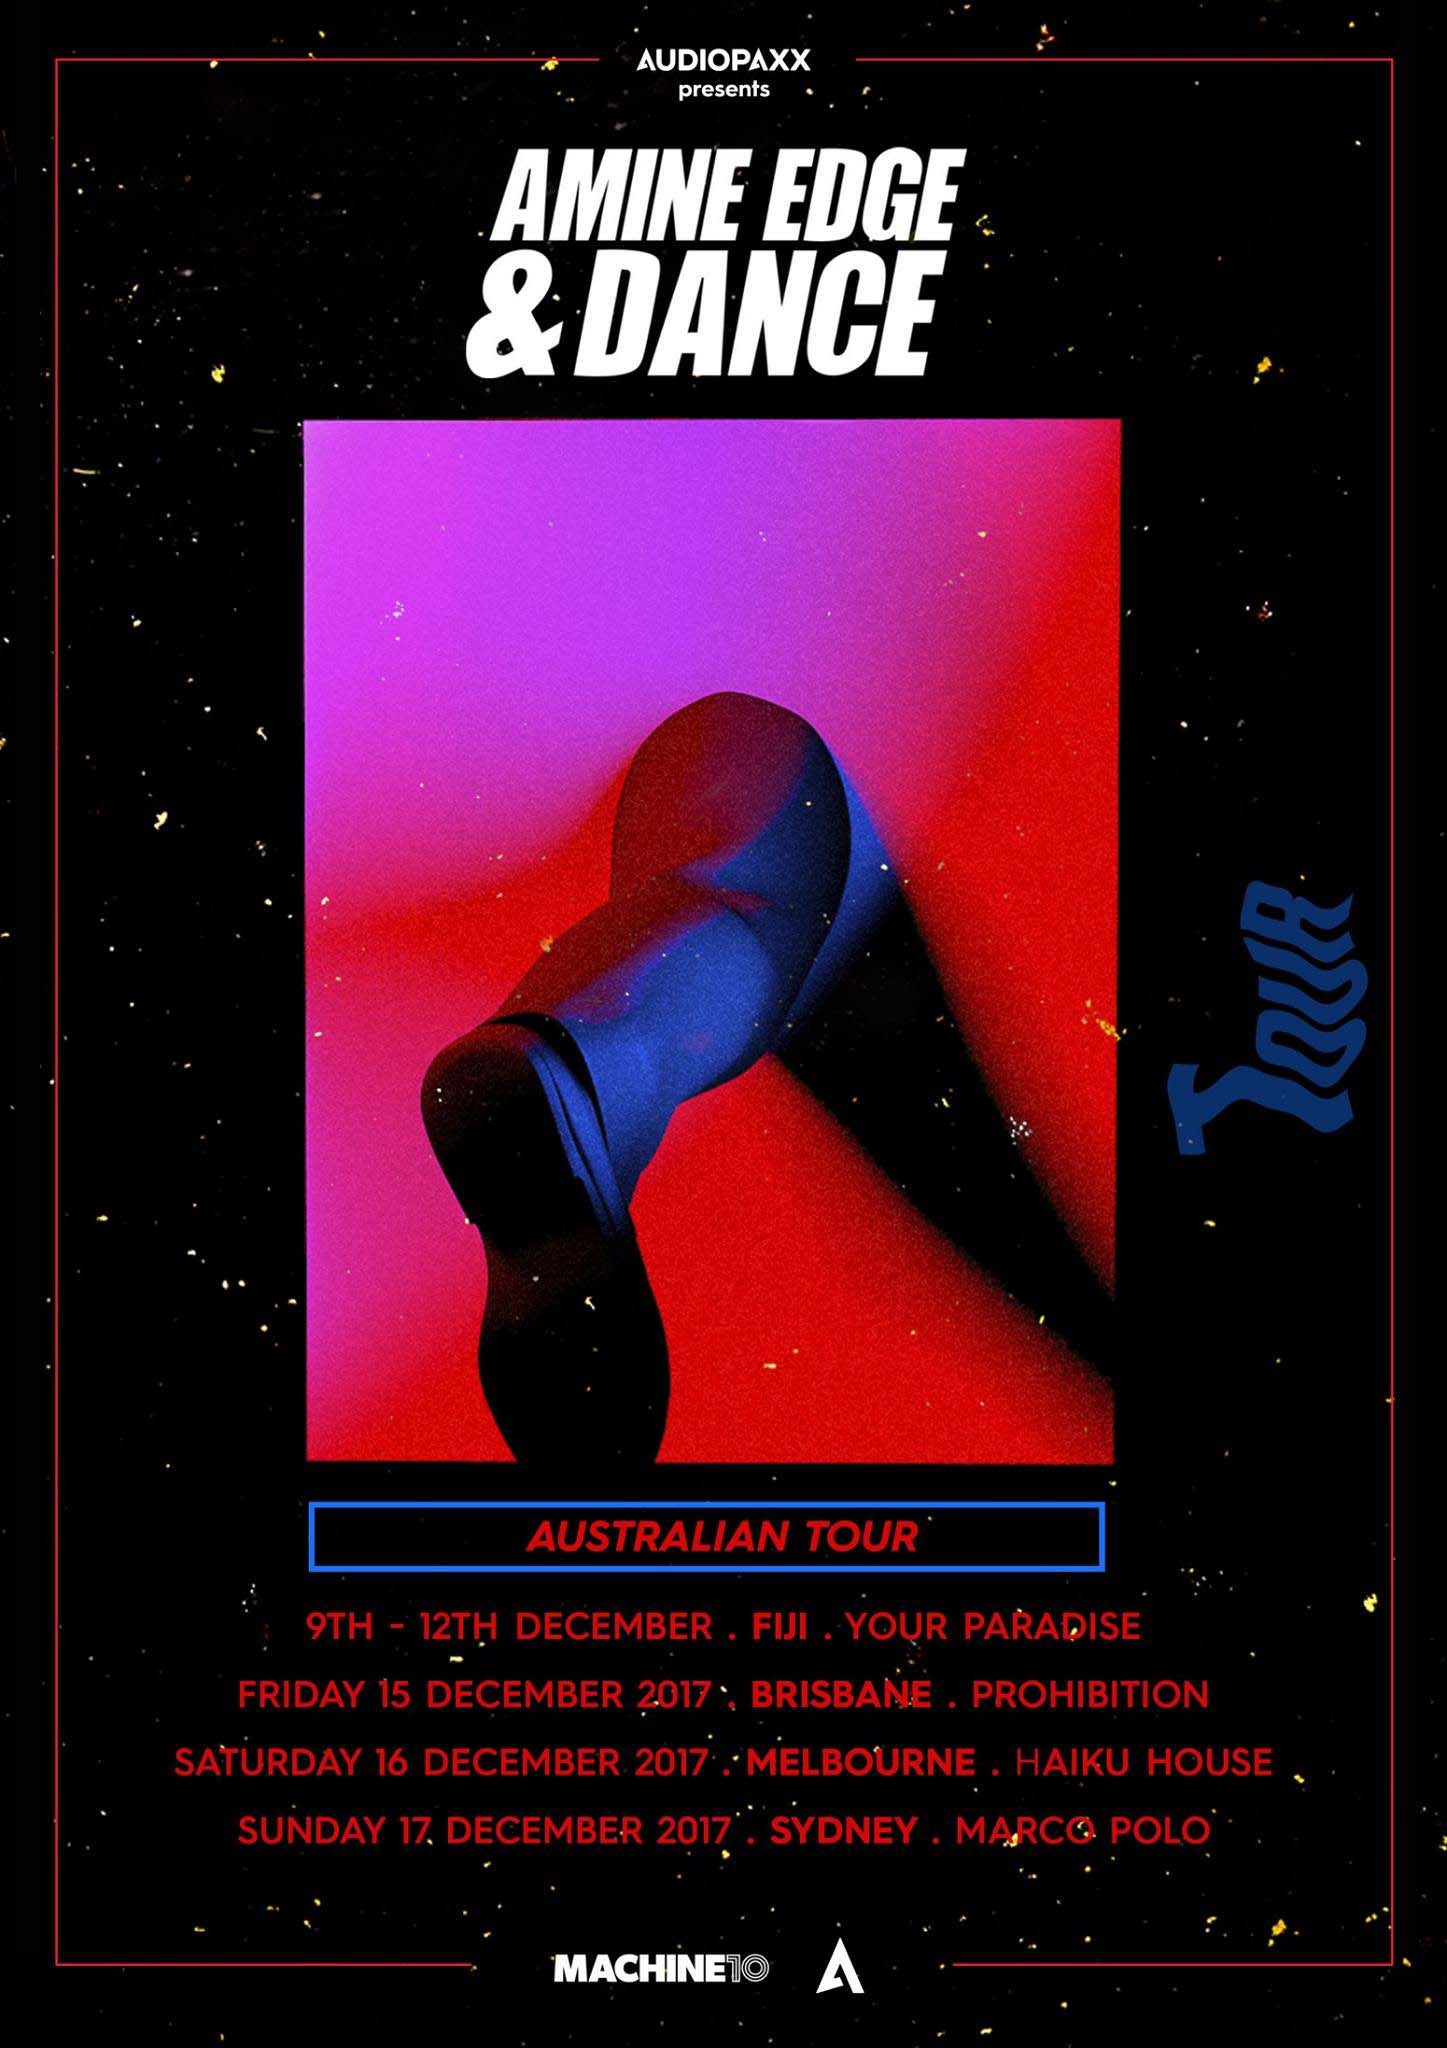 AUDIOPAXX
presents
AMINE EDGE
& DANCE
TOUR
AUSTRALIAN TOUR
9TH - 12TH DECEMBER . FIJI . YOUR PARADISE
FRIDAY 15 DECEMBER 2017 . BRISBANE . PROHIBITION
SATURDAY 16 DECEMBER 2017 . MELBOURNE . HAIKU HOUSE
SUNDAY 17 DECEMBER 2017 . SYDNEY . MARCO POLO
MACHINE10